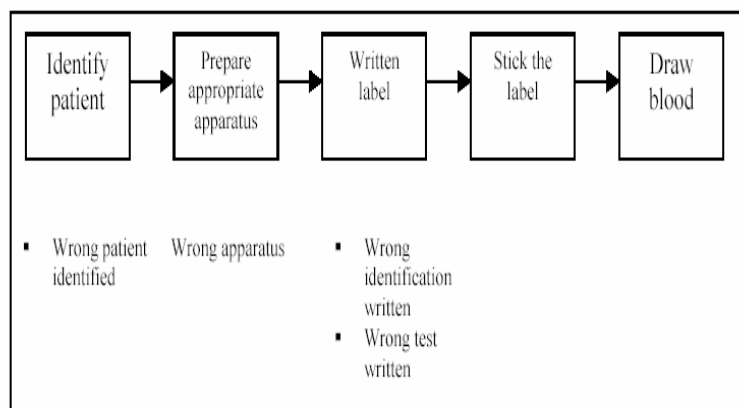 Identify
patient
Prepare
appropriate
apparatus
Written
label
Stick the
label
Draw
blood
▪ Wrong patient
identified
Wrong apparatus
▪ Wrong
identification
written
▪ Wrong test
written